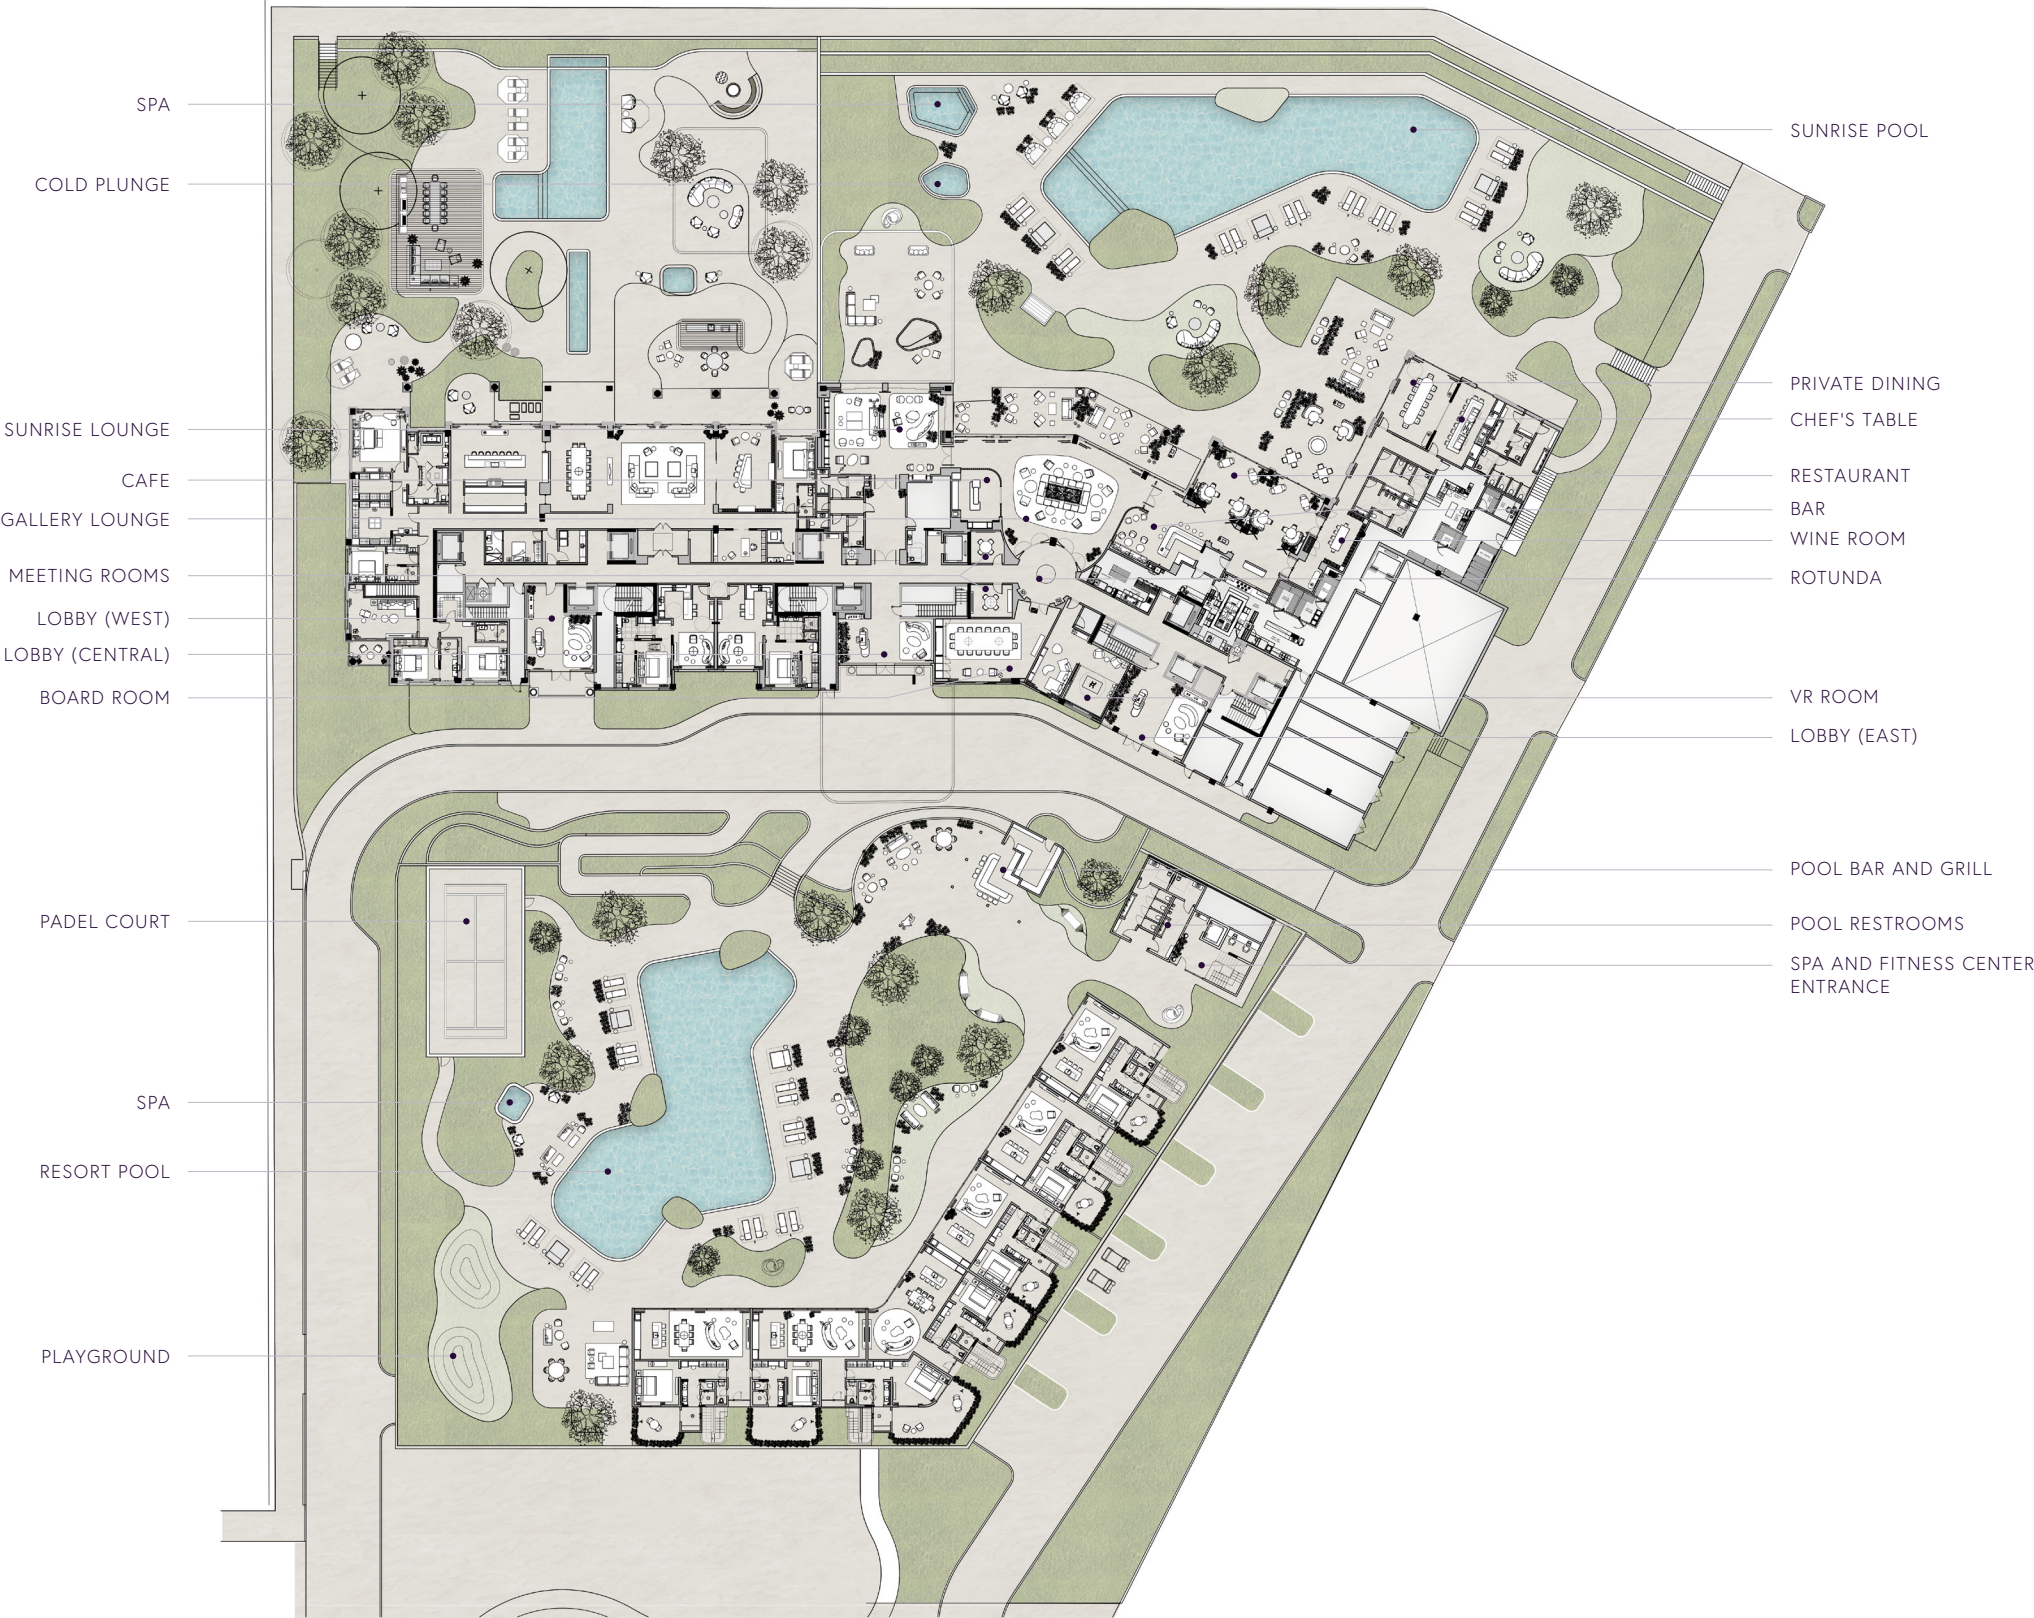 SPA
COLD PLUNGE
SUNRISE LOUNGE
CAFE
GALLERY LOUNGE
MEETING ROOMS
LOBBY (WEST)
LOBBY (CENTRAL)
BOARD ROOM
PADEL COURT
SPA
RESORT POOL
PLAYGROUND
SUNRISE POOL
PRIVATE DINING
CHEF'S TABLE
RESTAURANT
BAR
WINE ROOM
ROTUNDA
VR ROOM
LOBBY (EAST)
POOL BAR AND GRILL
POOL RESTROOMS
SPA AND FITNESS CENTER
ENTRANCE